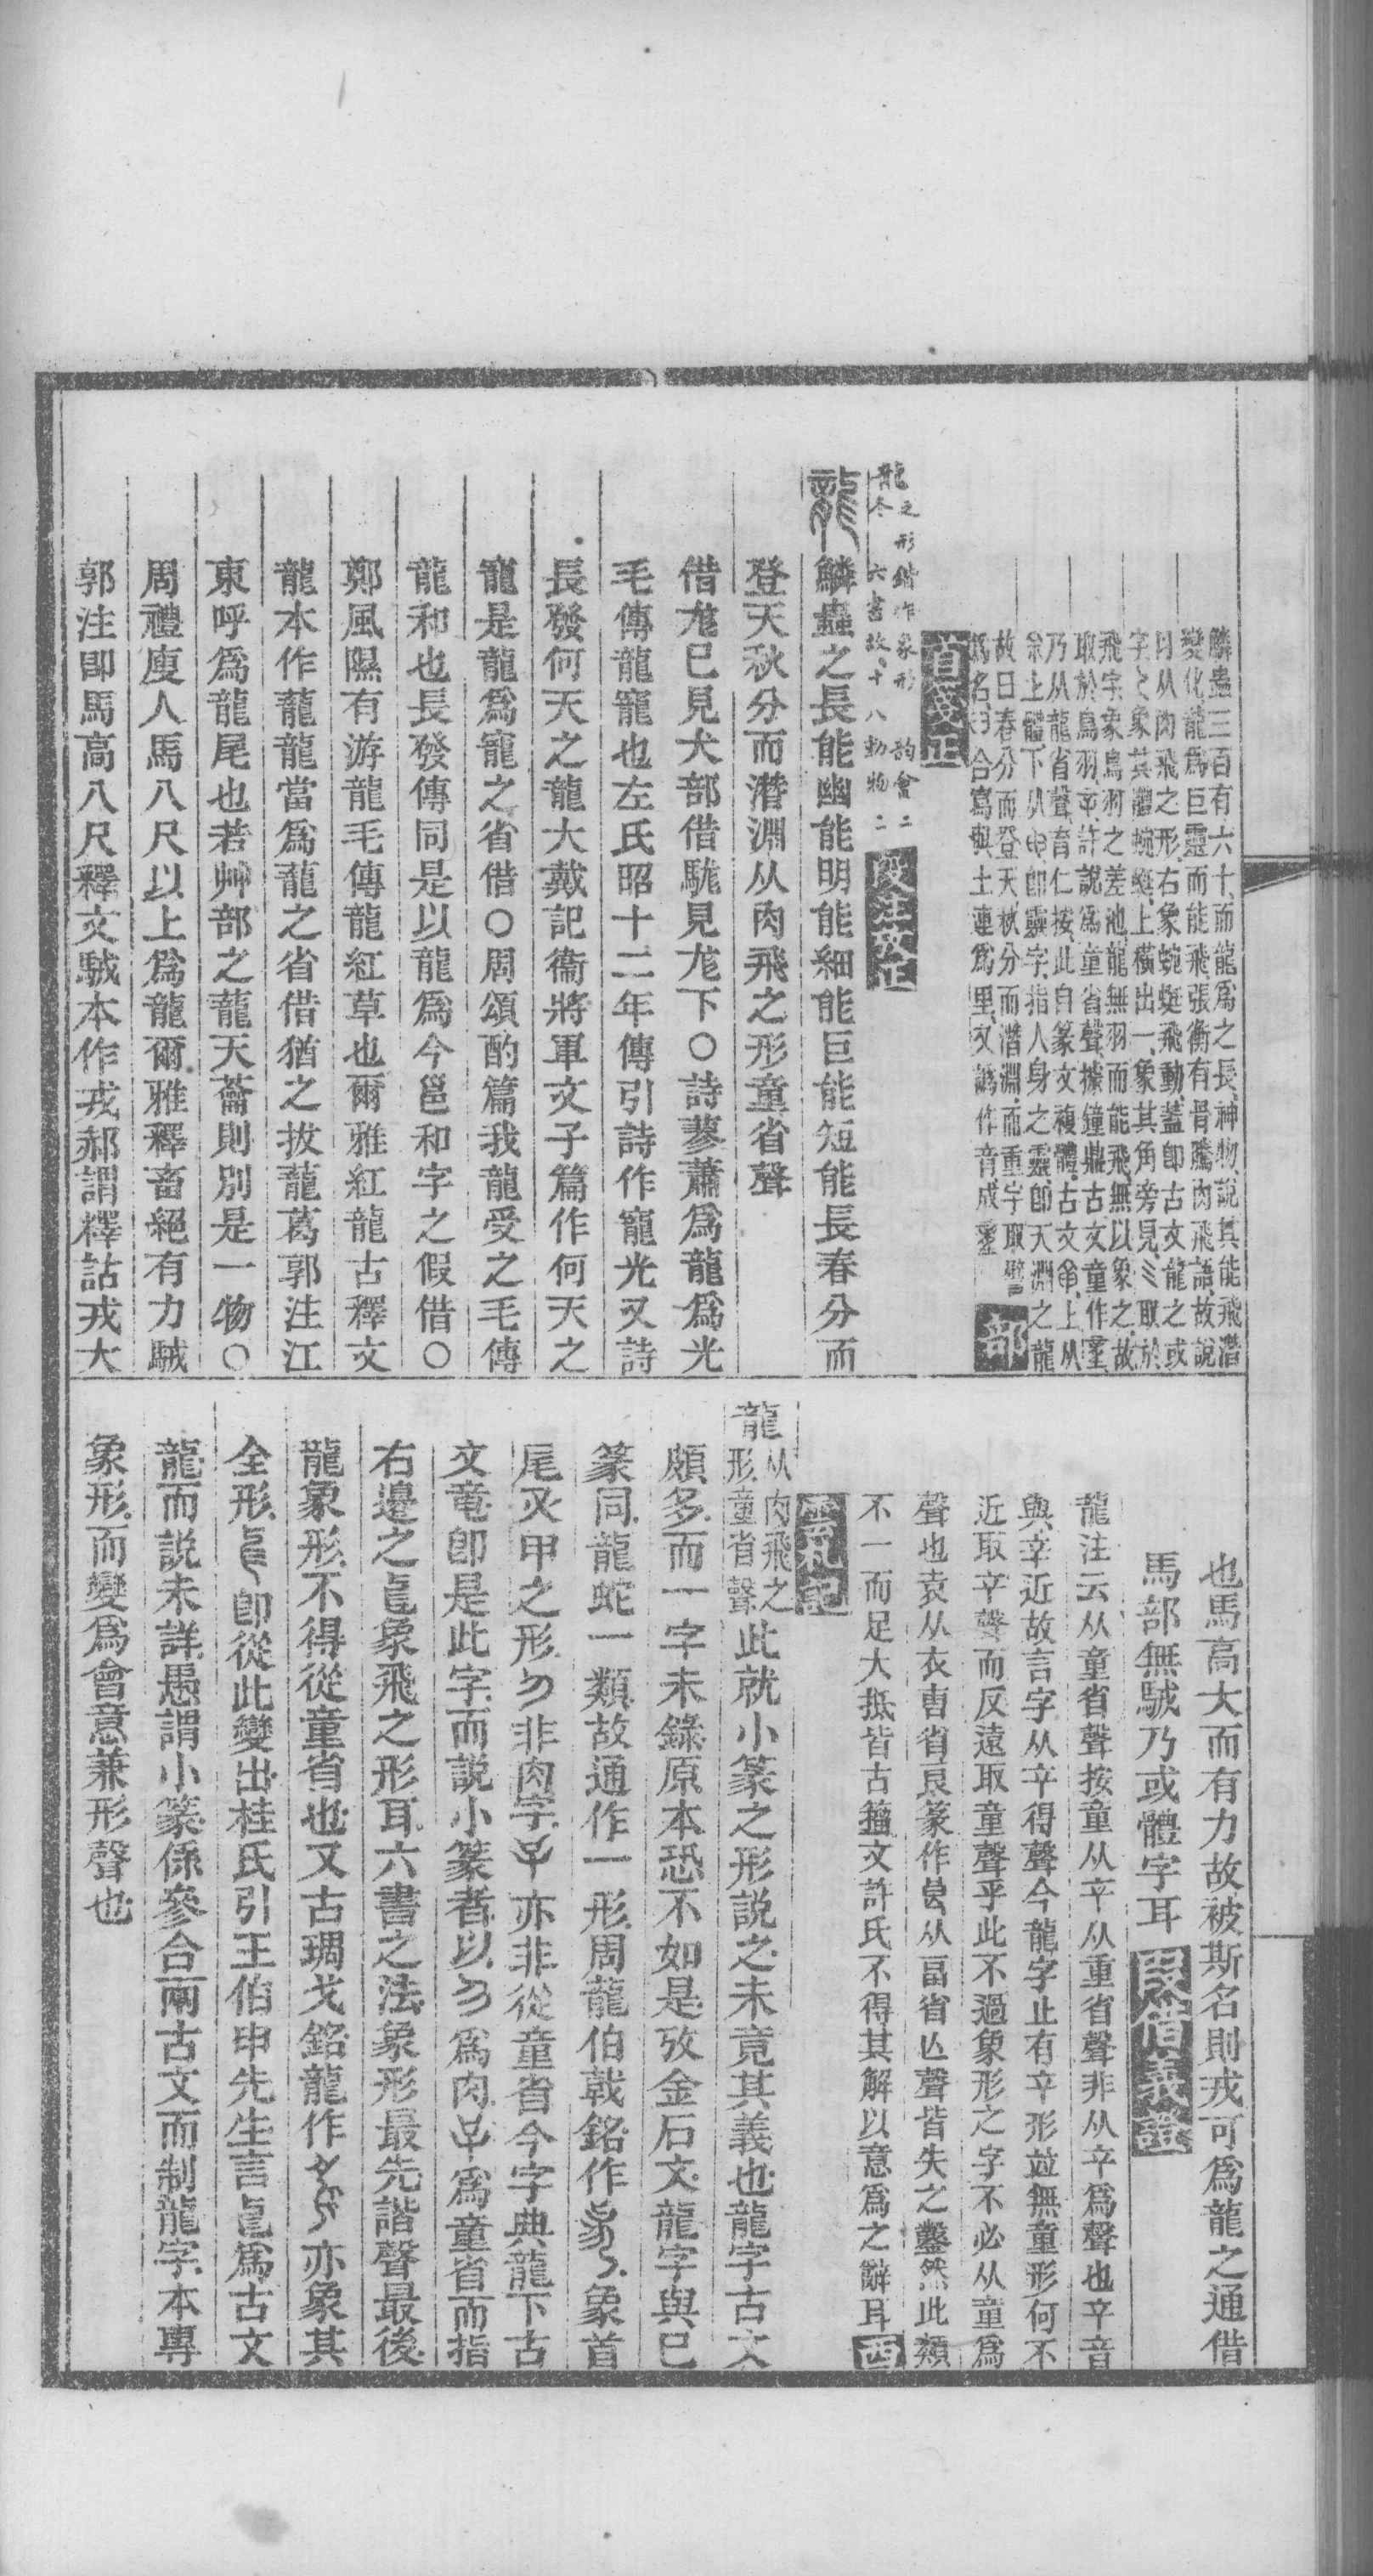 鱗蟲三百有六十、而龍爲之長、神物、說其能飛潛
變化、龍爲巨靈而能飛、張衡有骨騰肉飛語、故說
以从肉飛之形、右象蜿蜒飛動、蓋卽古文龍之或
字、象其體蜿蜒、上橫出一、象其角旁見、取於
飛字、象鳥羽之差池、龍無羽而能飛、無以象之、故
取於鳥羽、䇂、許說爲童省聲、據鐘鼎古文童作
乃从龍省聲、育仁按、此自篆文複體、古文、上从
上體下从申、卽靈字、指人身之靈、卽天淵之龍
故曰春分而登天、秋分而潛淵、而重字取譬
爲名、合寫與土連爲里、又譌作音、成 部
首箋正
龍之形鍇作象形 韵會二
龍冬 六書故、十八動物二 段注攷正
龍 鱗蟲之長能幽能明能細能巨能短能長春分而
登天秋分而潛淵从肉飛之形童省聲
借尨已見犬部借駹見尨下○詩蓼蕭爲龍爲光
毛傳龍寵也左氏昭十二年傳引詩作寵光又詩
長發何天之龍大戴記衞將軍文子篇作何天之
寵是龍爲寵之省借○周頌酌篇我龍受之毛傳
龍和也長發傳同是以龍爲今邕和字之假借○
鄭風隰有游龍毛傳龍紅草也爾雅紅龍古釋文
龍本作蘢龍當爲蘢之省借猶之拔蘢葛郭注江
東呼爲龍尾也若艸部之蘢天蘥則別是一物○
周禮廋人馬八尺以上爲龍爾雅釋畜絕有力駥
郭注卽馬高八尺釋文駥本作戎郝謂釋詁戎大
也馬高大而有力故被斯名則戎可爲龍之通借
馬部無駥乃或體字耳 段借義證
龍注云从童省聲按童从䇂从重省聲非从䇂爲聲也䇂音
與䇂近故言字从䇂得聲今龍字止有䇂形並無童形何不
近取䇂聲而反遠取童聲乎此不過象形之字不必从童爲
聲也袁从衣叀省良篆作从畐省亾聲皆失之鑿然此類
不一而足大抵皆古籒文許氏不得其解以意爲之辭耳 西
雲札記
龍从肉飛之形童省聲 此就小篆之形說之未竟其義也龍字古文
頗多而一字未錄原本恐不如是攷金石文龍字與巳
篆同龍蛇一類故通作一形周龍伯戟銘作、象首
尾及甲之形、非肉字亦非從童省今字典龍下古
文竜卽是此字而說小篆者以爲肉爲童省而指
右邊之象飛之形耳六書之法象形最先諧聲最後
龍象形不得從童省也又古琱戈銘龍作亦象其
全形卽從此變出桂氏引王伯申先生言爲古文
龍而說未詳愚謂小篆係參合兩古文而制龍字本專
象形而變爲會意兼形聲也